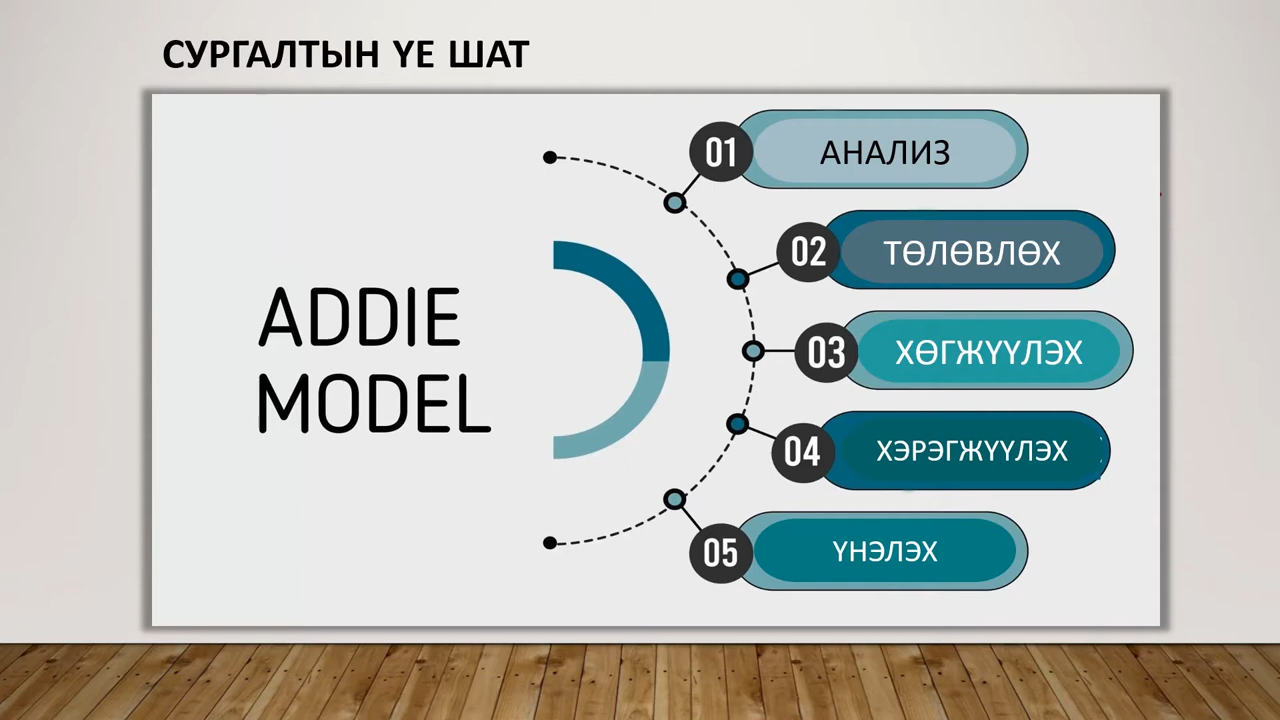 СУРГАЛТЫН ҮЕ ШАТ
ADDIE
MODEL
01 АНАЛИЗ
02 ТӨЛӨВЛӨХ
03 ХӨГЖҮҮЛЭХ
04 ХЭРЭГЖҮҮЛЭХ
05 ҮНЭЛЭХ